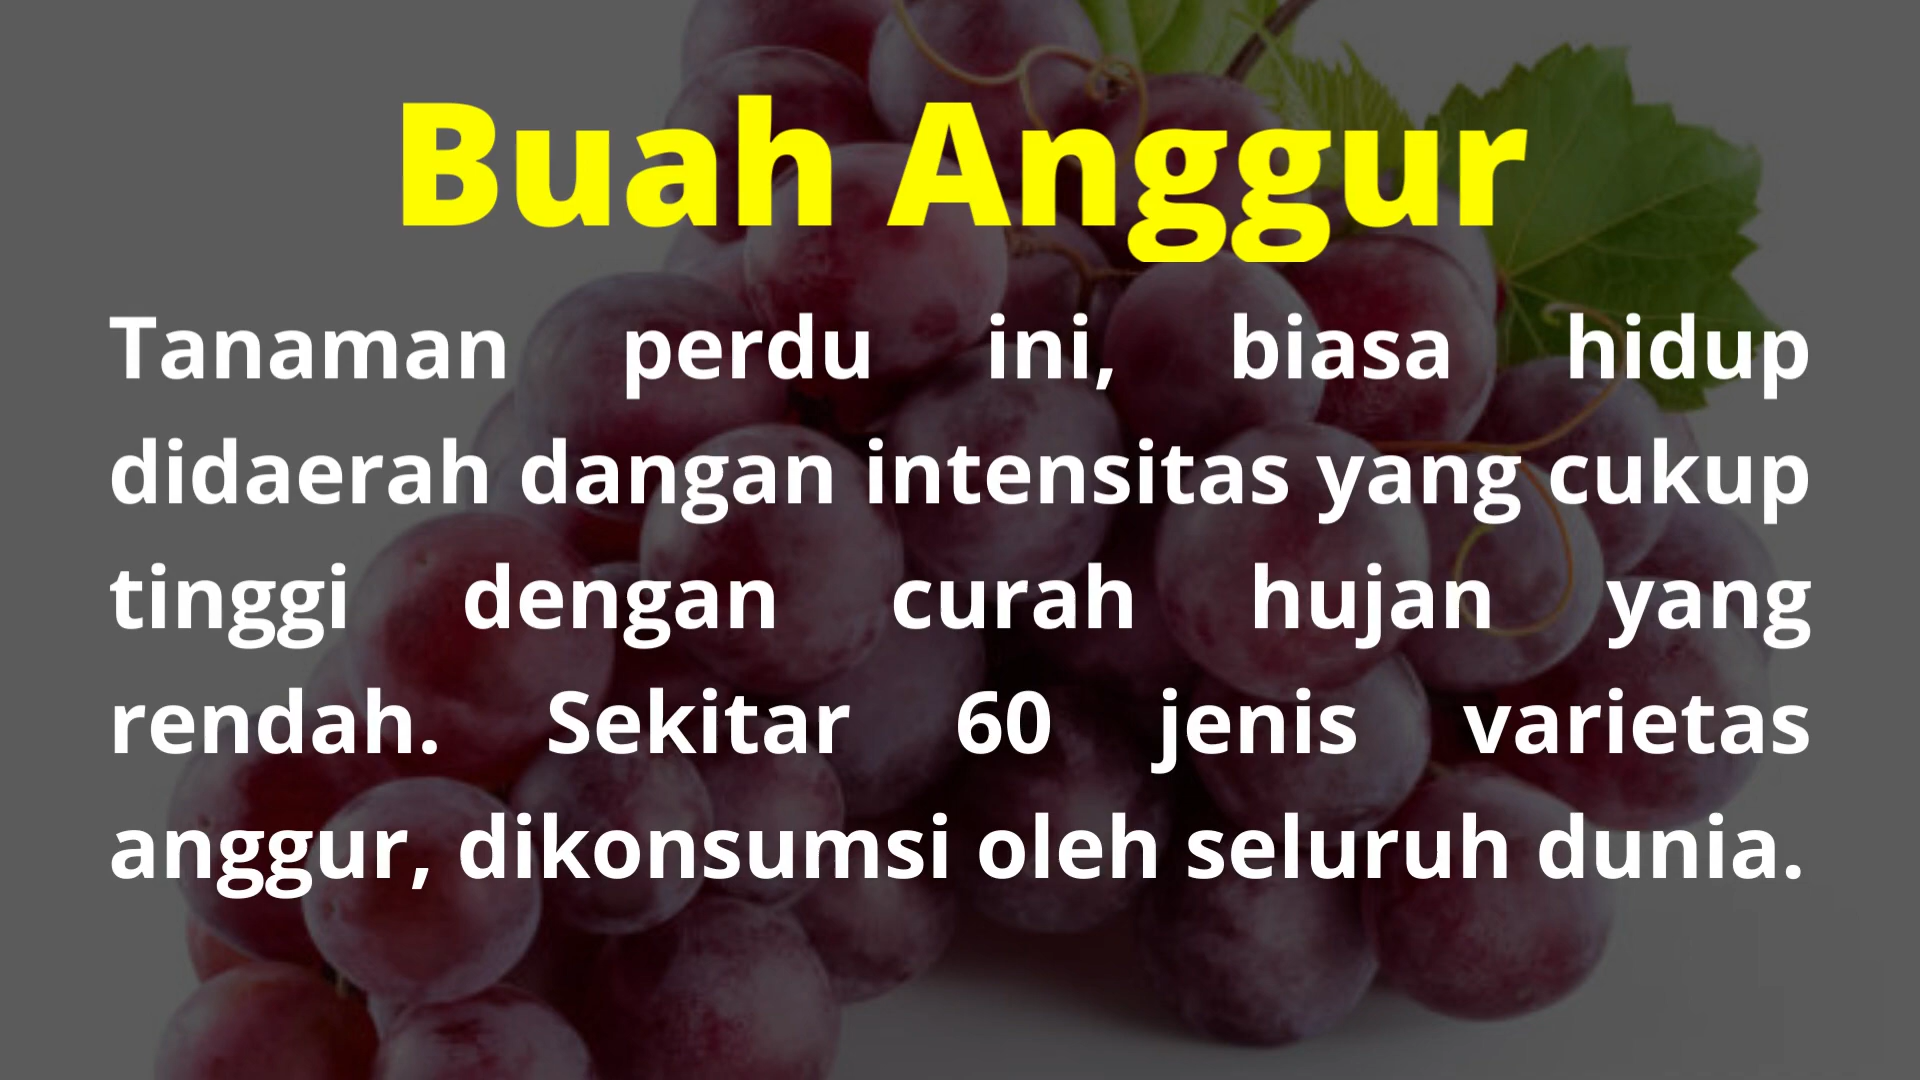 Buah Anggur
Tanaman perdu ini, biasa hidup
didaerah dangan intensitas yang cukup
tinggi dengan curah hujan yang
rendah. Sekitar 60 jenis varietas
anggur, dikonsumsi oleh seluruh dunia.